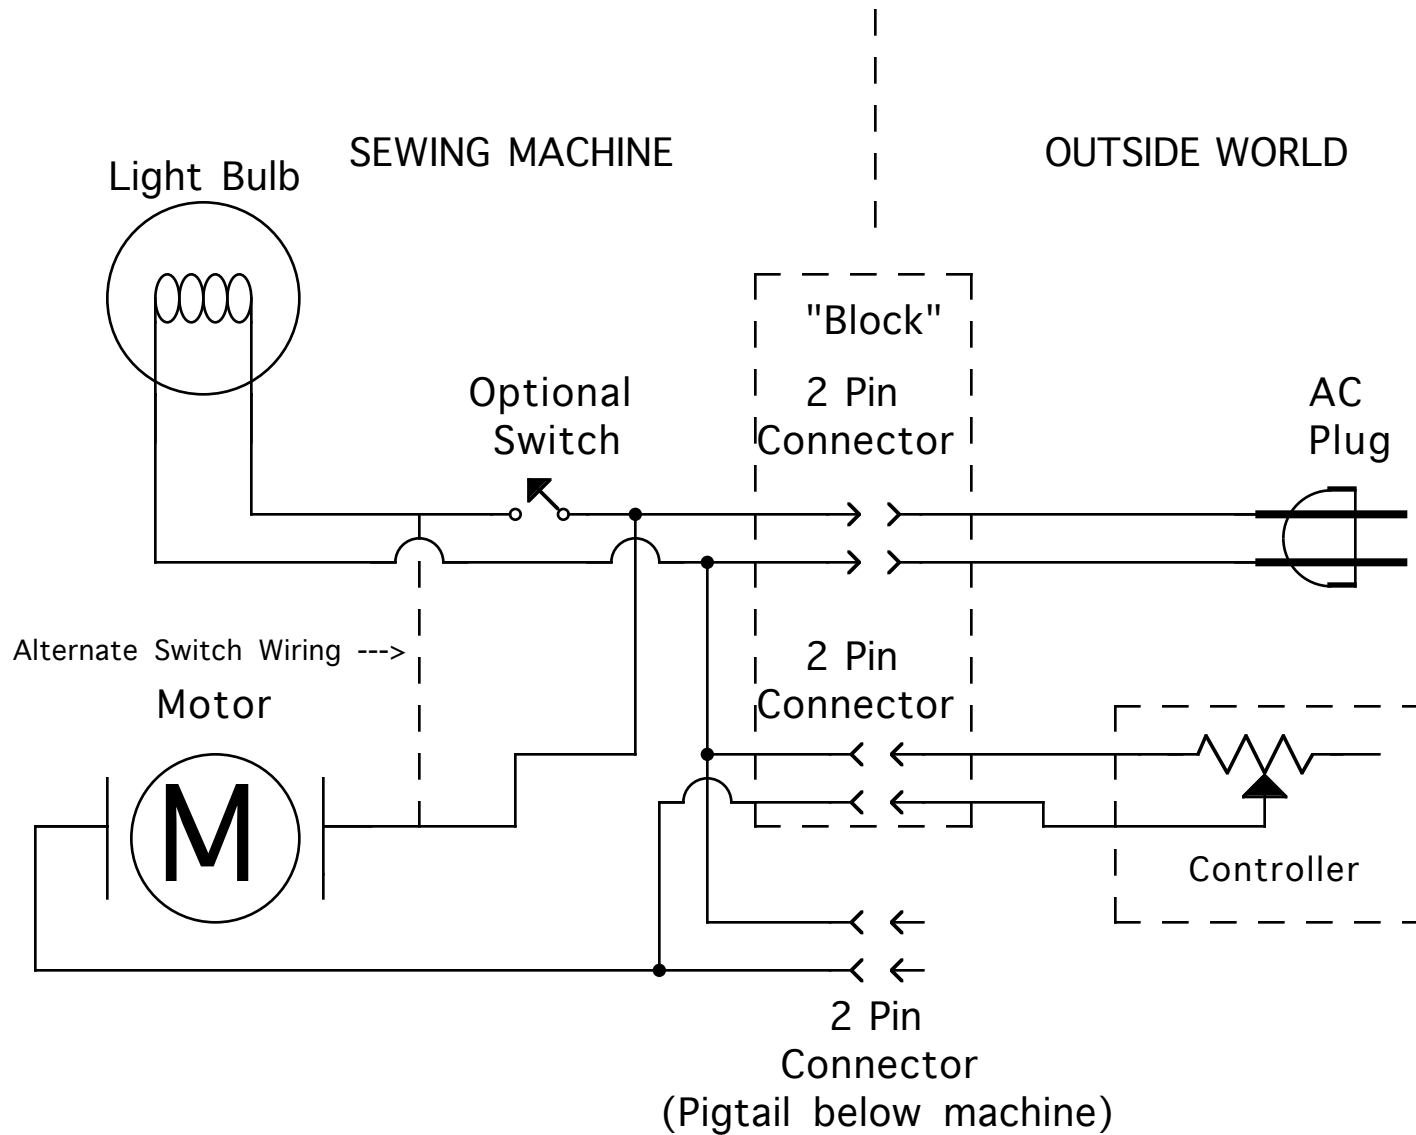 SEWING MACHINE
OUTSIDE WORLD
Light Bulb
"Block"
Optional
Switch
2 Pin
Connector
AC
Plug
Alternate Switch Wiring --->
2 Pin
Connector
Motor
M
Controller
2 Pin
Connector
(Pigtail below machine)